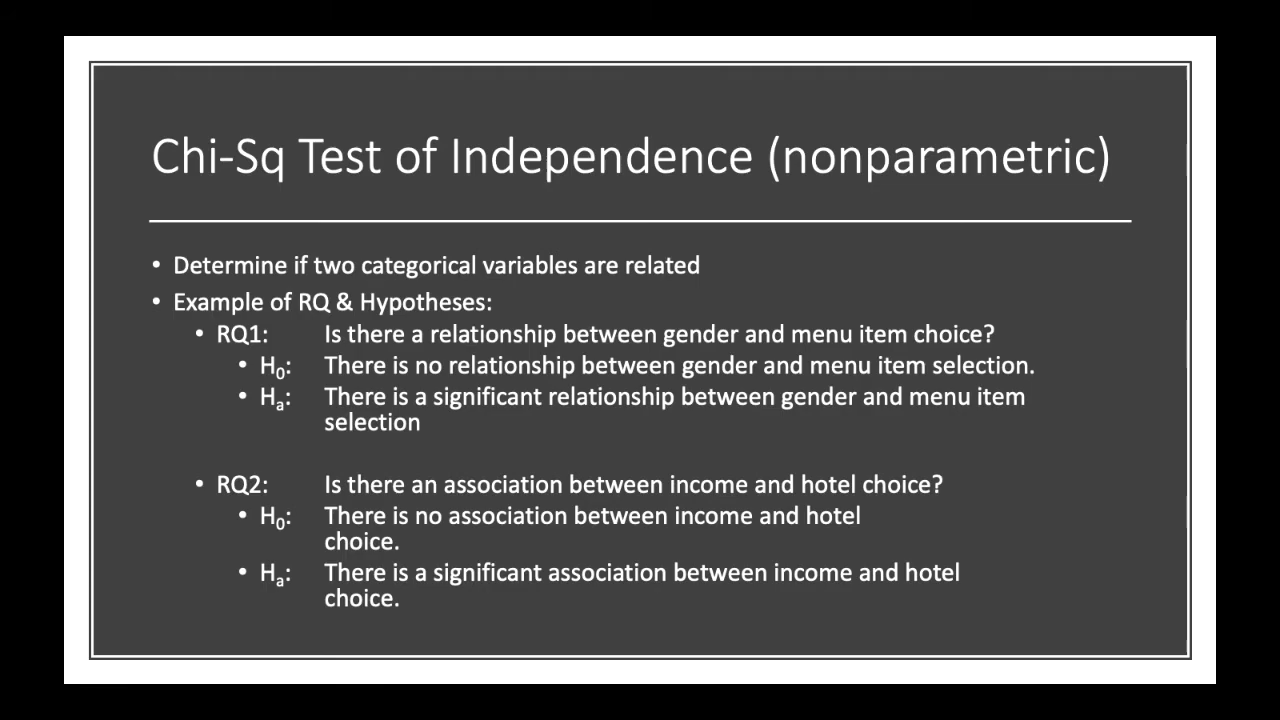 Chi-Sq Test of Independence (nonparametric)
• Determine if two categorical variables are related
• Example of RQ & Hypotheses:
• RQ1: Is there a relationship between gender and menu item choice?
• H₀: There is no relationship between gender and menu item selection.
• Hₐ: There is a significant relationship between gender and menu item
selection
• RQ2: Is there an association between income and hotel choice?
• H₀: There is no association between income and hotel
choice.
• Hₐ: There is a significant association between income and hotel
choice.